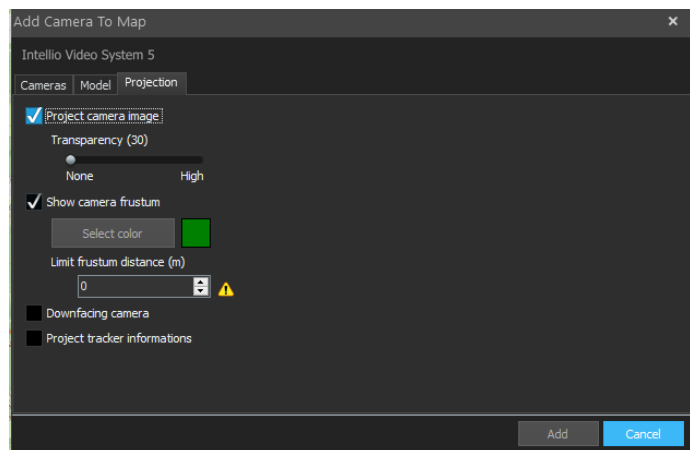 Add Camera To Map
Intellio Video System 5
Cameras Model Projection
Project camera image
Transparency (30)
None High
Show camera frustum
Select color
Limit frustum distance (m)
0
Downfacing camera
Project tracker informations
Add Cancel